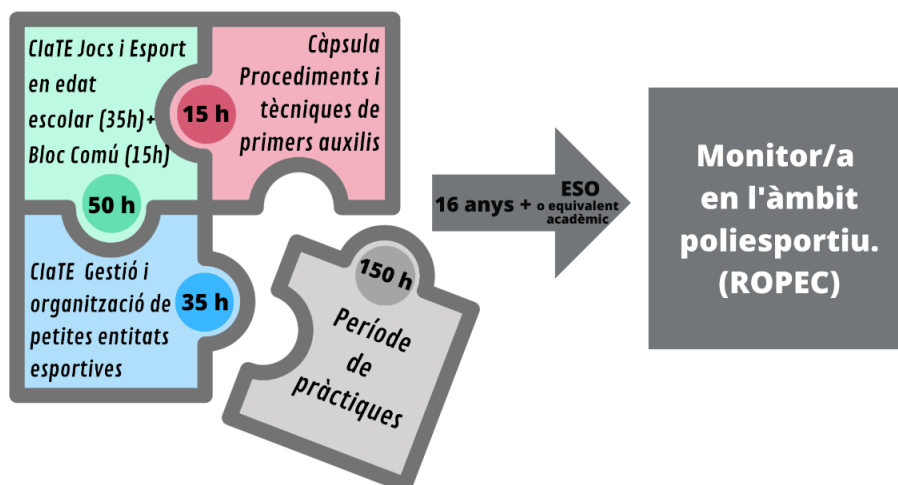 CIaTE Jocs i Esport
en edat
escolar (35h)+
Bloc Comú (15h)
50 h
15 h
Càpsula
Procediments i
tècniques de
primers auxilis
CIaTE Gestió i
organització de
petites entitats
esportives
35 h
150 h
Període
de
pràctiques
16 anys + ESO
o equivalent
acadèmic
Monitor/a
en l'àmbit
poliesportiu.
(ROPEC)